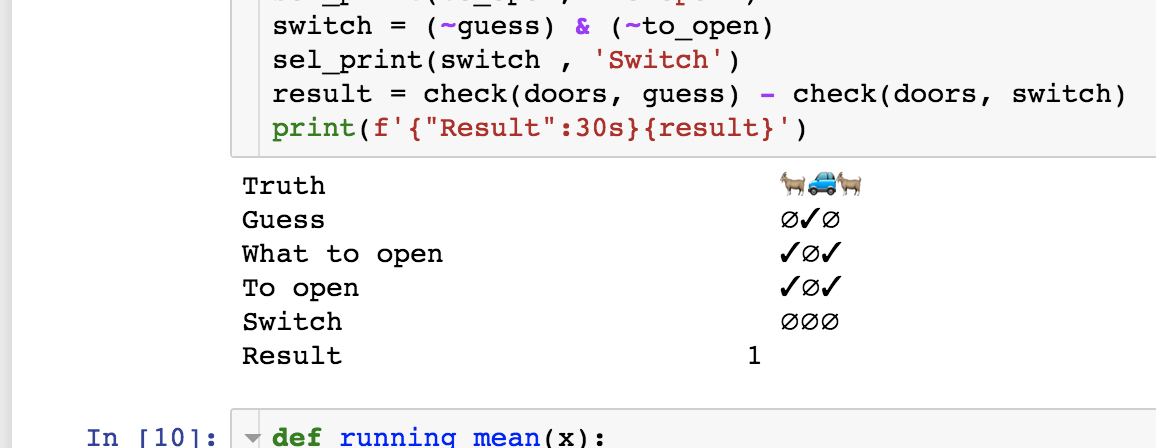 switch = (~guess) & (~to_open)
sel_print(switch , 'Switch')
result = check(doors, guess) - check(doors, switch)
print(f'{"Result":30s}{result}')
Truth 🐐🚙🐐
Guess ∅✓∅
What to open ✓∅✓
To open ✓∅✓
Switch ∅∅∅
Result 1
In [10]: def running_mean(x):